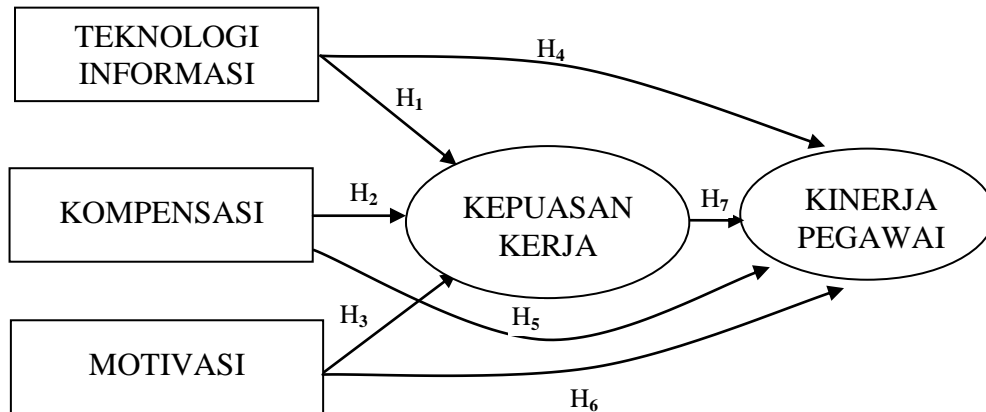 TEKNOLOGI
INFORMASI
H4
H1
KOMPENSASI
H2
KEPUASAN
KERJA
H7
KINERJA
PEGAWAI
H3
H5
MOTIVASI
H6